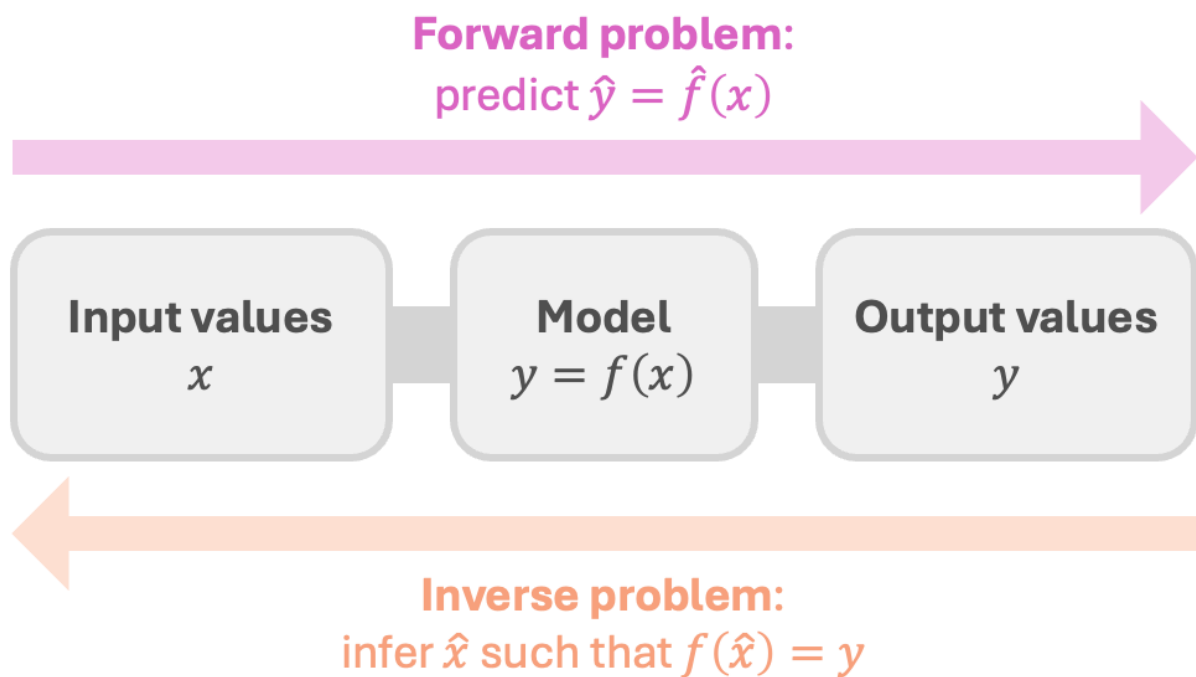 Forward problem:
predict ŷ = f̂(x)
Input values
x
Model
y = f(x)
Output values
y
Inverse problem:
infer x̂ such that f(x̂) = y